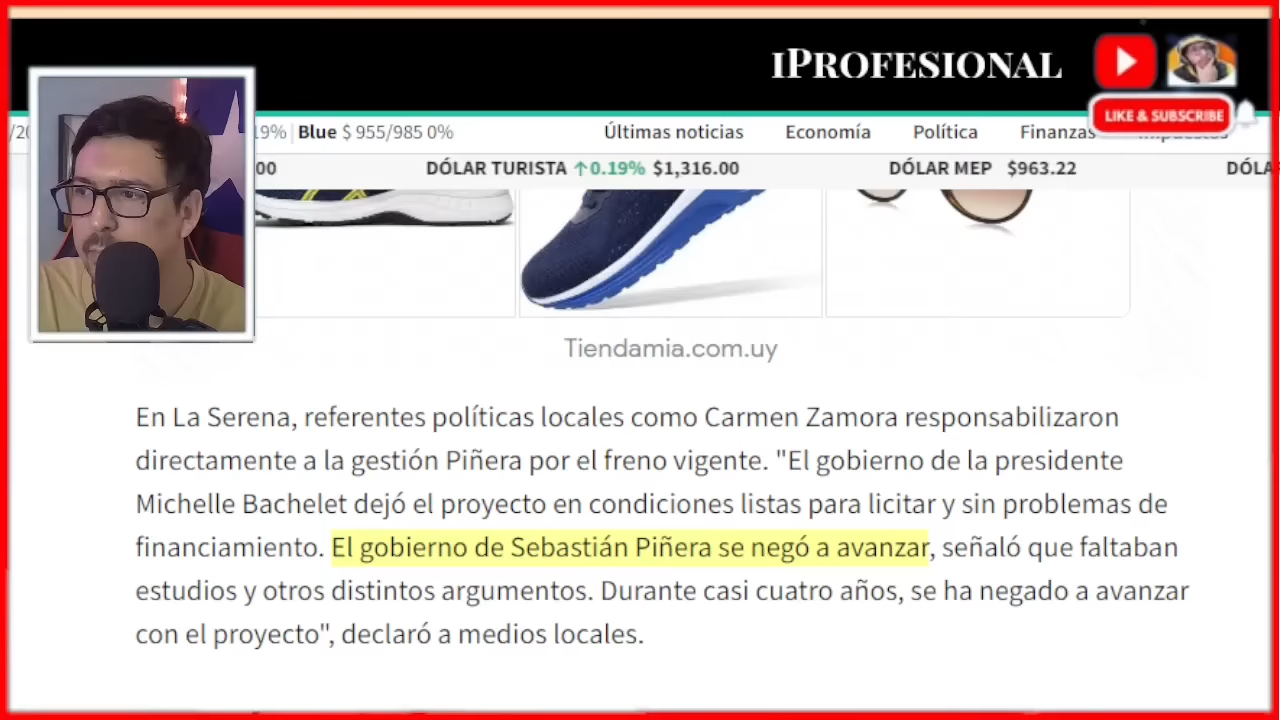 iPROFESIONAL
LIKE & SUBSCRIBE
19% | Blue $ 955/985 0% Últimas noticias Economía Política Finanzas Impuestos
.00 DÓLAR TURISTA ↑0.19% $1,316.00 DÓLAR MEP $963.22
Tiendamia.com.uy
En La Serena, referentes políticas locales como Carmen Zamora responsabilizaron
directamente a la gestión Piñera por el freno vigente. "El gobierno de la presidente
Michelle Bachelet dejó el proyecto en condiciones listas para licitar y sin problemas de
financiamiento. El gobierno de Sebastián Piñera se negó a avanzar, señaló que faltaban
estudios y otros distintos argumentos. Durante casi cuatro años, se ha negado a avanzar
con el proyecto", declaró a medios locales.